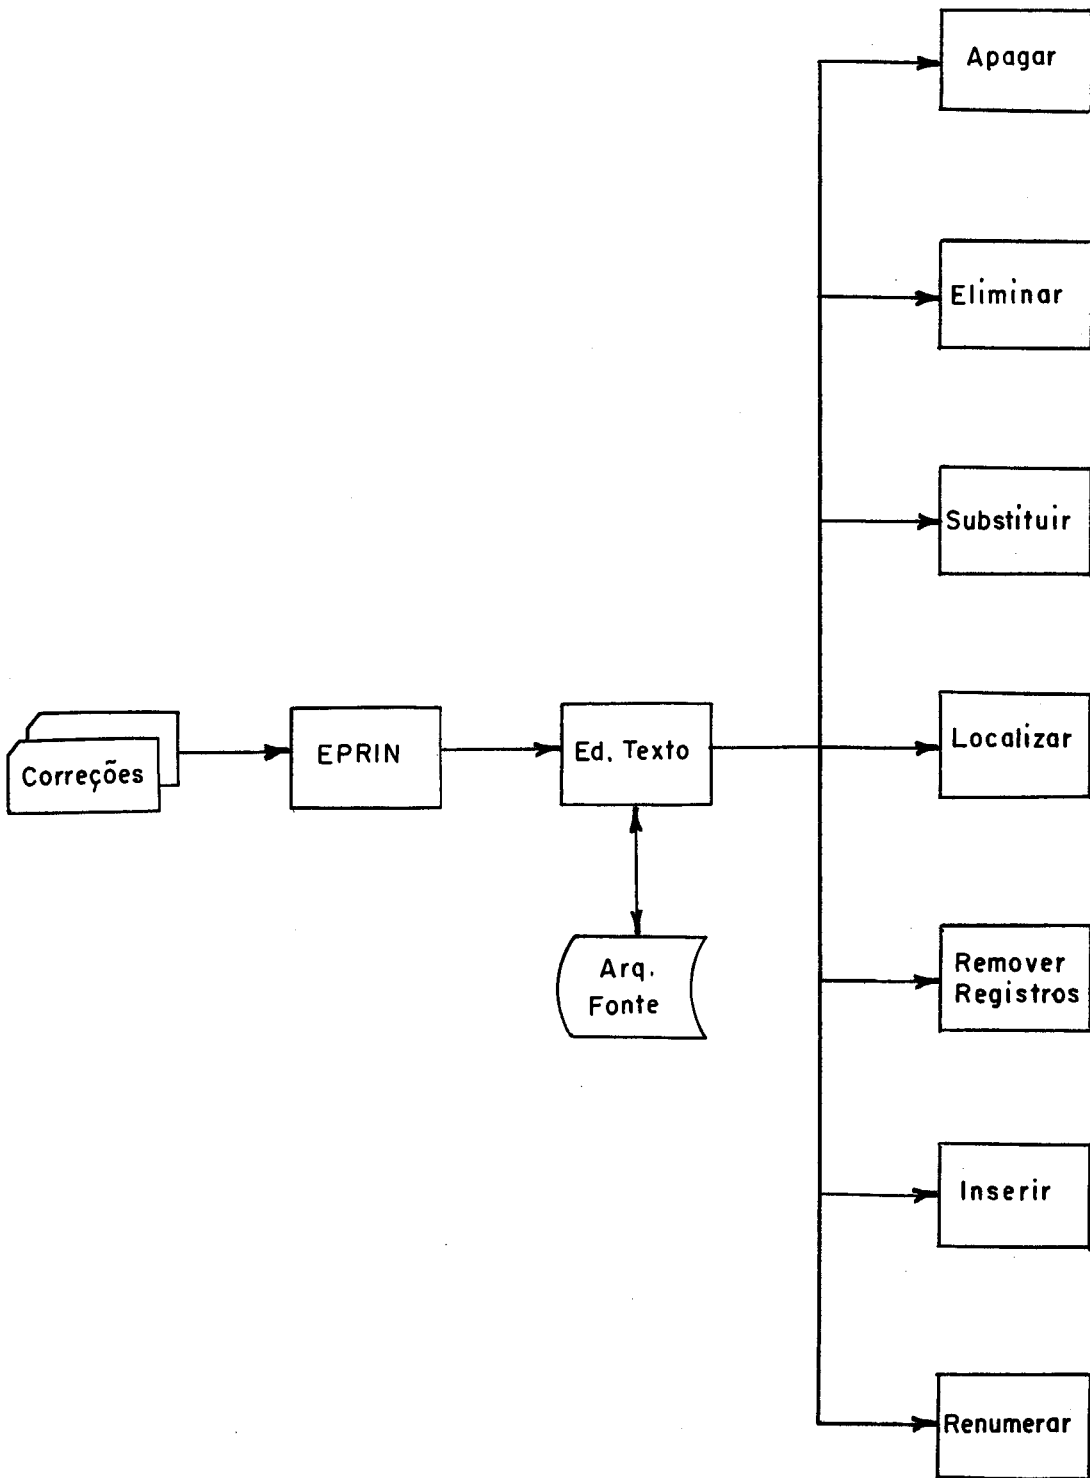 Apagar
Eliminar
Substituir
Correções
EPRIN
Ed. Texto
Localizar
Arq.
Fonte
Remover
Registros
Inserir
Renumerar